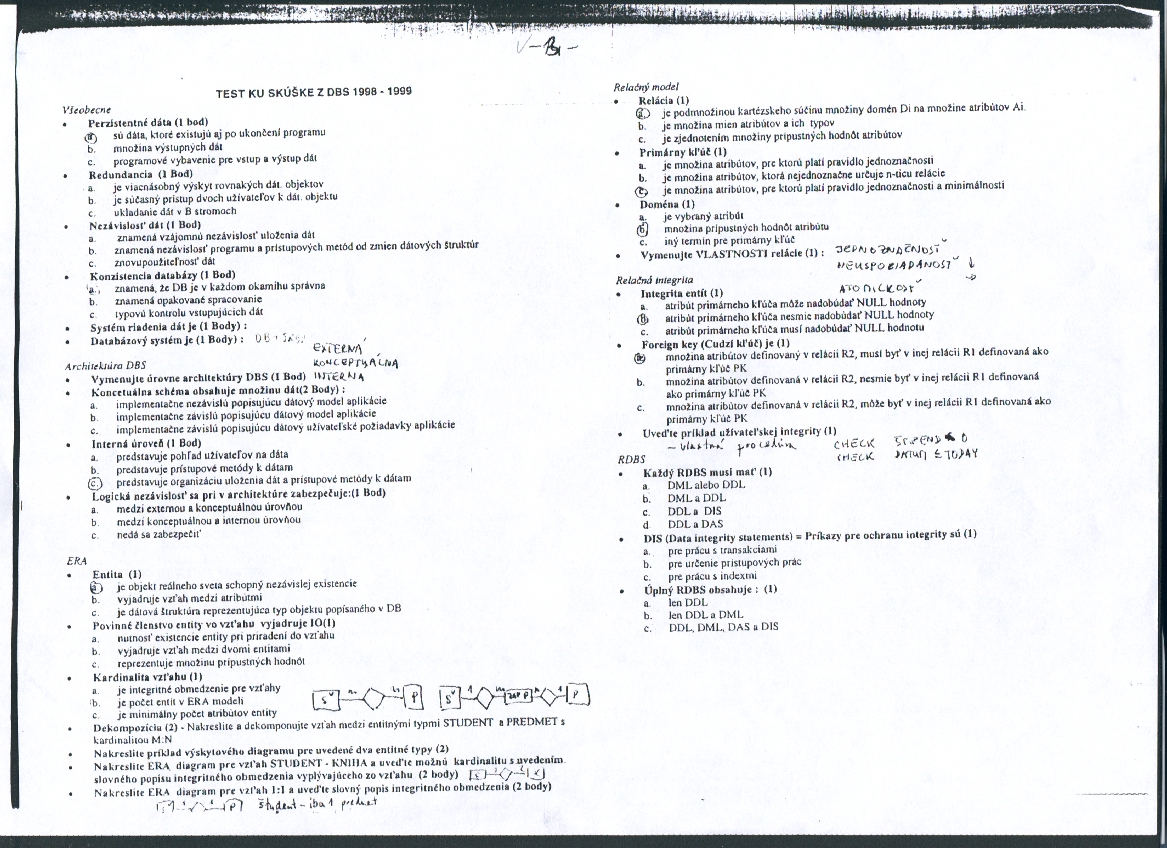 TEST KU SKÚŠKE Z DBS 1998 - 1999
Všeobecne
• Perzistentné dáta (1 bod)
a. sú dáta, ktoré existujú aj po ukončení programu
b. množina výstupných dát
c. programové vybavenie pre vstup a výstup dát
• Redundancia (1 Bod)
a. je viacnásobný výskyt rovnakých dát. objektov
b. je súčasný prístup dvoch užívateľov k dát. objektu
c. ukladanie dát v B stromoch
• Nezávislosť dát (1 Bod)
a. znamená vzájomnú nezávislosť uloženia dát
b. znamená nezávislosť programu a prístupových metód od zmien dátových štruktúr
c. znovupoužiteľnosť dát
• Konzistencia databázy (1 Bod)
a. znamená, že DB je v každom okamihu správna
b. znamená opakované spracovanie
c. typovú kontrolu vstupujúcich dát
• Systém riadenia dát je (1 Body) :
• Databázový systém je (1 Body) : DB +
EXTERNÁ
Architektúra DBS KONCEPTUÁLNA
• Vymenujte úrovne architektúry DBS (1 Bod) INTERNA
• Koncetuálna schéma obsahuje množinu dát(2 Body) :
a. implementačne nezávislú popisujúcu dátový model aplikácie
b. implementačne závislú popisujúcu dátový model aplikácie
c. implementačne závislú popisujúcu dátový užívateľské požiadavky aplikácie
• Interná úroveň (1 Bod)
a. predstavuje pohľad užívateľov na dáta
b. predstavuje prístupové metódy k dátam
c. predstavuje organizáciu uloženia dát a prístupové metódy k dátam
• Logická nezávislosť sa pri v architektúre zabezpečuje:(1 Bod)
a. medzi externou a konceptuálnou úrovňou
b. medzi konceptuálnou a internou úrovňou
c. nedá sa zabezpečiť
ERA
• Entita (1)
a. je objekt reálneho sveta schopný nezávislej existencie
b. vyjadruje vzťah medzi atribútmi
c. je dátová štruktúra reprezentujúca typ objektu popísaného v DB
• Povinné členstvo entity vo vzťahu vyjadruje IO(1)
a. nutnosť existencie entity pri priradení do vzťahu
b. vyjadruje vzťah medzi dvomi entitami
c. reprezentuje množinu prípustných hodnôt
• Kardinalita vzťahu (1)
a. je integritné obmedzenie pre vzťahy
b. je počet entít v ERA modeli
c. je minimálny počet atribútov entity
• Dekompozíciu (2) - Nakreslite a dekomponujte vzťah medzi entitnými typmi STUDENT a PREDMET s
kardinalitou M:N
• Nakreslite príklad výskytového diagramu pre uvedené dva entitné typy (2)
• Nakreslite ERA diagram pre vzťah STUDENT - KNIHA a uveďte možnú kardinalitu s uvedením
slovného popisu integritného obmedzenia vyplývajúceho zo vzťahu (2 body)
• Nakreslite ERA diagram pre vzťah 1:1 a uveďte slovný popis integritného obmedzenia (2 body)
študent - iba 1 predmet
Relačný model
• Relácia (1)
a. je podmnožinou kartézskeho súčinu množiny domén Di na množine atribútov Ai.
b. je množina mien atribútov a ich typov
c. je zjednotením množiny prípustných hodnôt atribútov
• Primárny kľúč (1)
a. je množina atribútov, pre ktorú platí pravidlo jednoznačnosti
b. je množina atribútov, ktorá nejednoznačne určuje n-ticu relácie
c. je množina atribútov, pre ktorú platí pravidlo jednoznačnosti a minimálnosti
• Doména (1)
a. je vybraný atribút
b. množina prípustných hodnôt atribútu
c. iný termín pre primárny kľúč
• Vymenujte VLASTNOSTI relácie (1) : JEDNOZNAČNOSŤ
NEUSPORIADANOSŤ ↓ →
ATOMICKOSŤ
Relačná integrita
• Integrita entít (1)
a. atribút primárneho kľúča môže nadobúdať NULL hodnoty
b. atribút primárneho kľúča nesmie nadobúdať NULL hodnoty
c. atribút primárneho kľúča musí nadobúdať NULL hodnotu
• Foreign key (Cudzí kľúč) je (1)
a. množina atribútov definovaný v relácii R2, musí byť v inej relácii R1 definovaná ako
primárny kľúč PK
b. množina atribútov definovaná v relácii R2, nesmie byť v inej relácii R1 definovaná
ako primárny kľúč PK
c. množina atribútov definovaná v relácii R2, môže byť v inej relácii R1 definovaná ako
primárny kľúč PK
• Uveďte príklad užívateľskej integrity (1)
- vlastná procedúra CHECK
RDBS CHECK DATUM ≤ TODAY
• Každý RDBS musí mať (1)
a. DML alebo DDL
b. DML a DDL
c. DDL a DIS
d DDL a DAS
• DIS (Data integrity statements) = Príkazy pre ochranu integrity sú (1)
a. pre prácu s transakciami
b. pre určenie prístupových prác
c. pre prácu s indexmi
• Úplný RDBS obsahuje : (1)
a. len DDL
b. len DDL a DML
c. DDL, DML, DAS a DIS